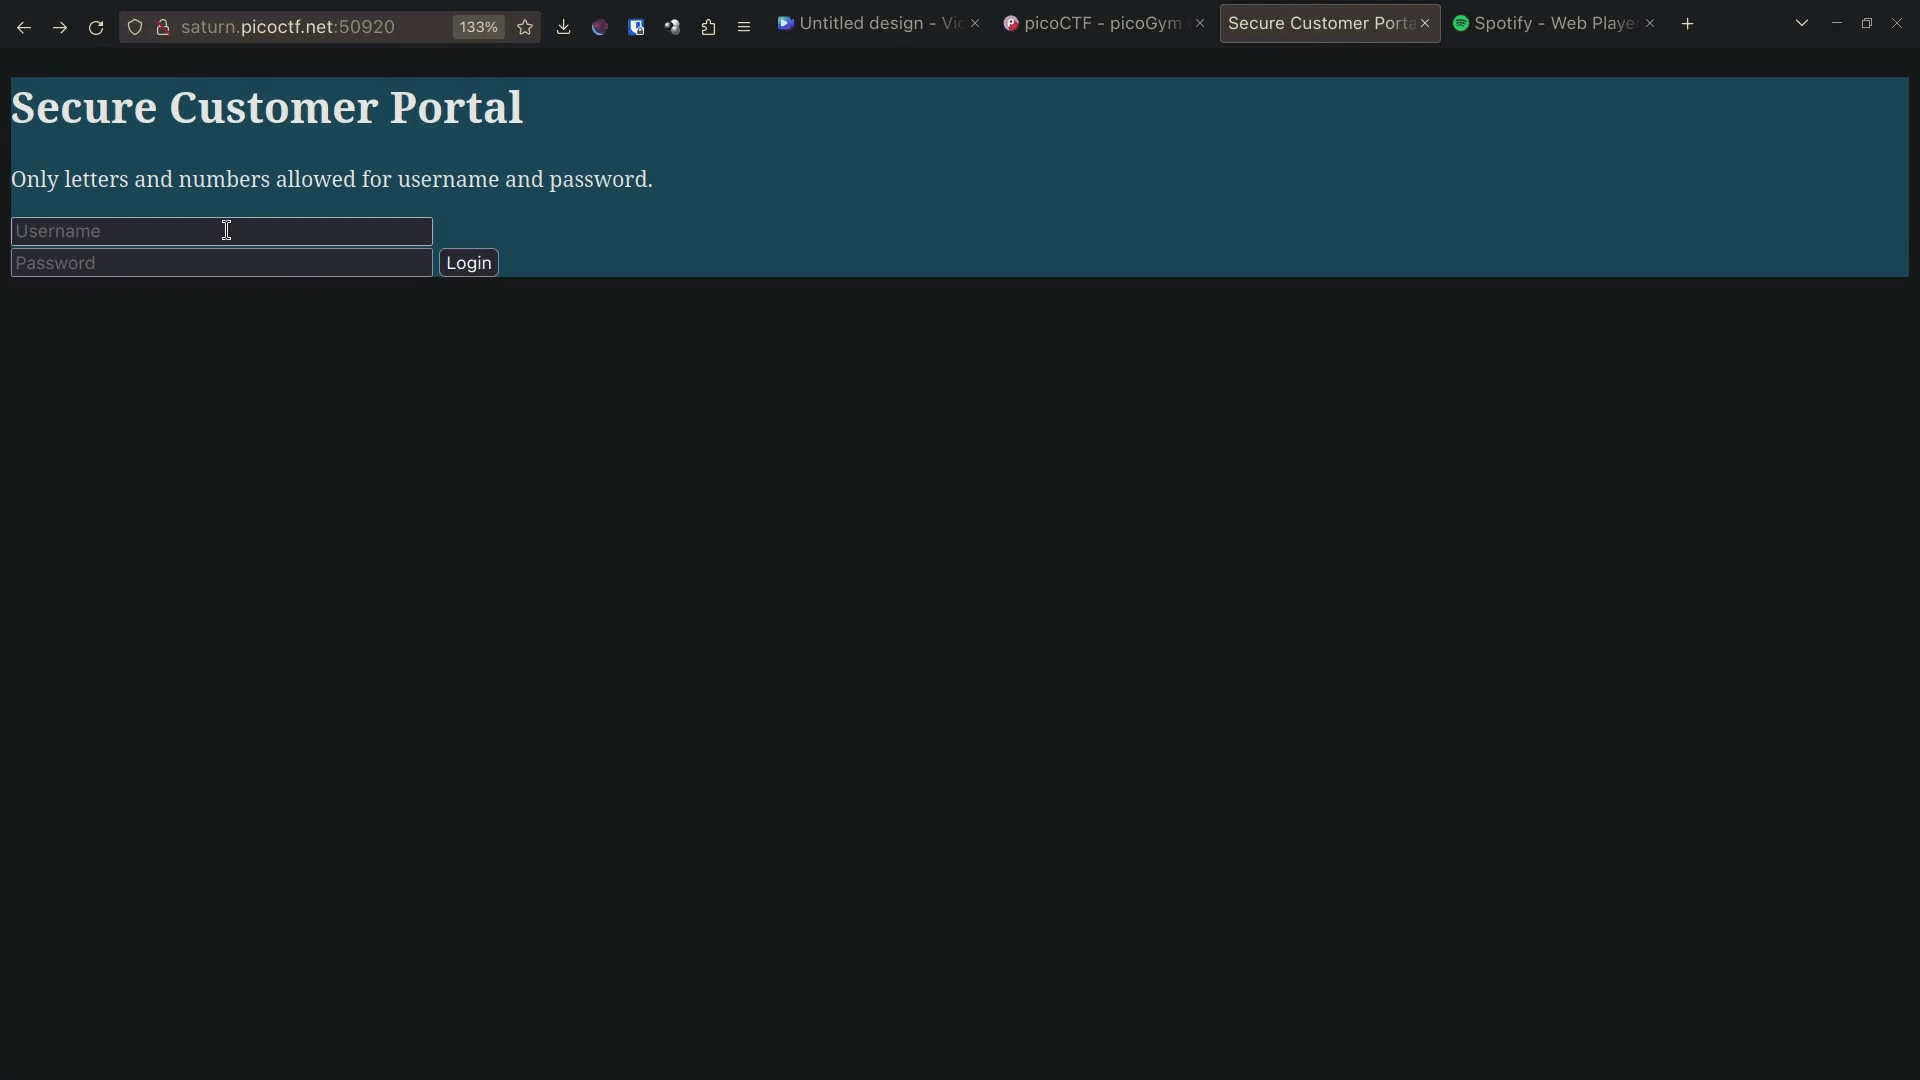 saturn.picoctf.net:50920
133%
Untitled design - Vi
picoCTF - picoGym
Secure Customer Porta
Spotify - Web Playe
Secure Customer Portal
Only letters and numbers allowed for username and password.
Username
Password
Login